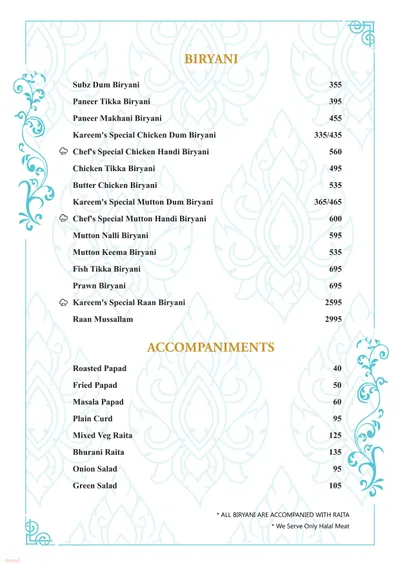 BIRYANI
Subz Dum Biryani 355
Paneer Tikka Biryani 395
Paneer Makhani Biryani 455
Kareem's Special Chicken Dum Biryani 335/435
Chef's Special Chicken Handi Biryani 560
Chicken Tikka Biryani 495
Butter Chicken Biryani 535
Kareem's Special Mutton Dum Biryani 365/465
Chef's Special Mutton Handi Biryani 600
Mutton Nalli Biryani 595
Mutton Keema Biryani 535
Fish Tikka Biryani 695
Prawn Biryani 695
Kareem's Special Raan Biryani 2595
Raan Mussallam 2995
ACCOMPANIMENTS
Roasted Papad 40
Fried Papad 50
Masala Papad 60
Plain Curd 95
Mixed Veg Raita 125
Bhurani Raita 135
Onion Salad 95
Green Salad 105
* ALL BIRYANI ARE ACCOMPANIED WITH RAITA
* We Serve Only Halal Meat